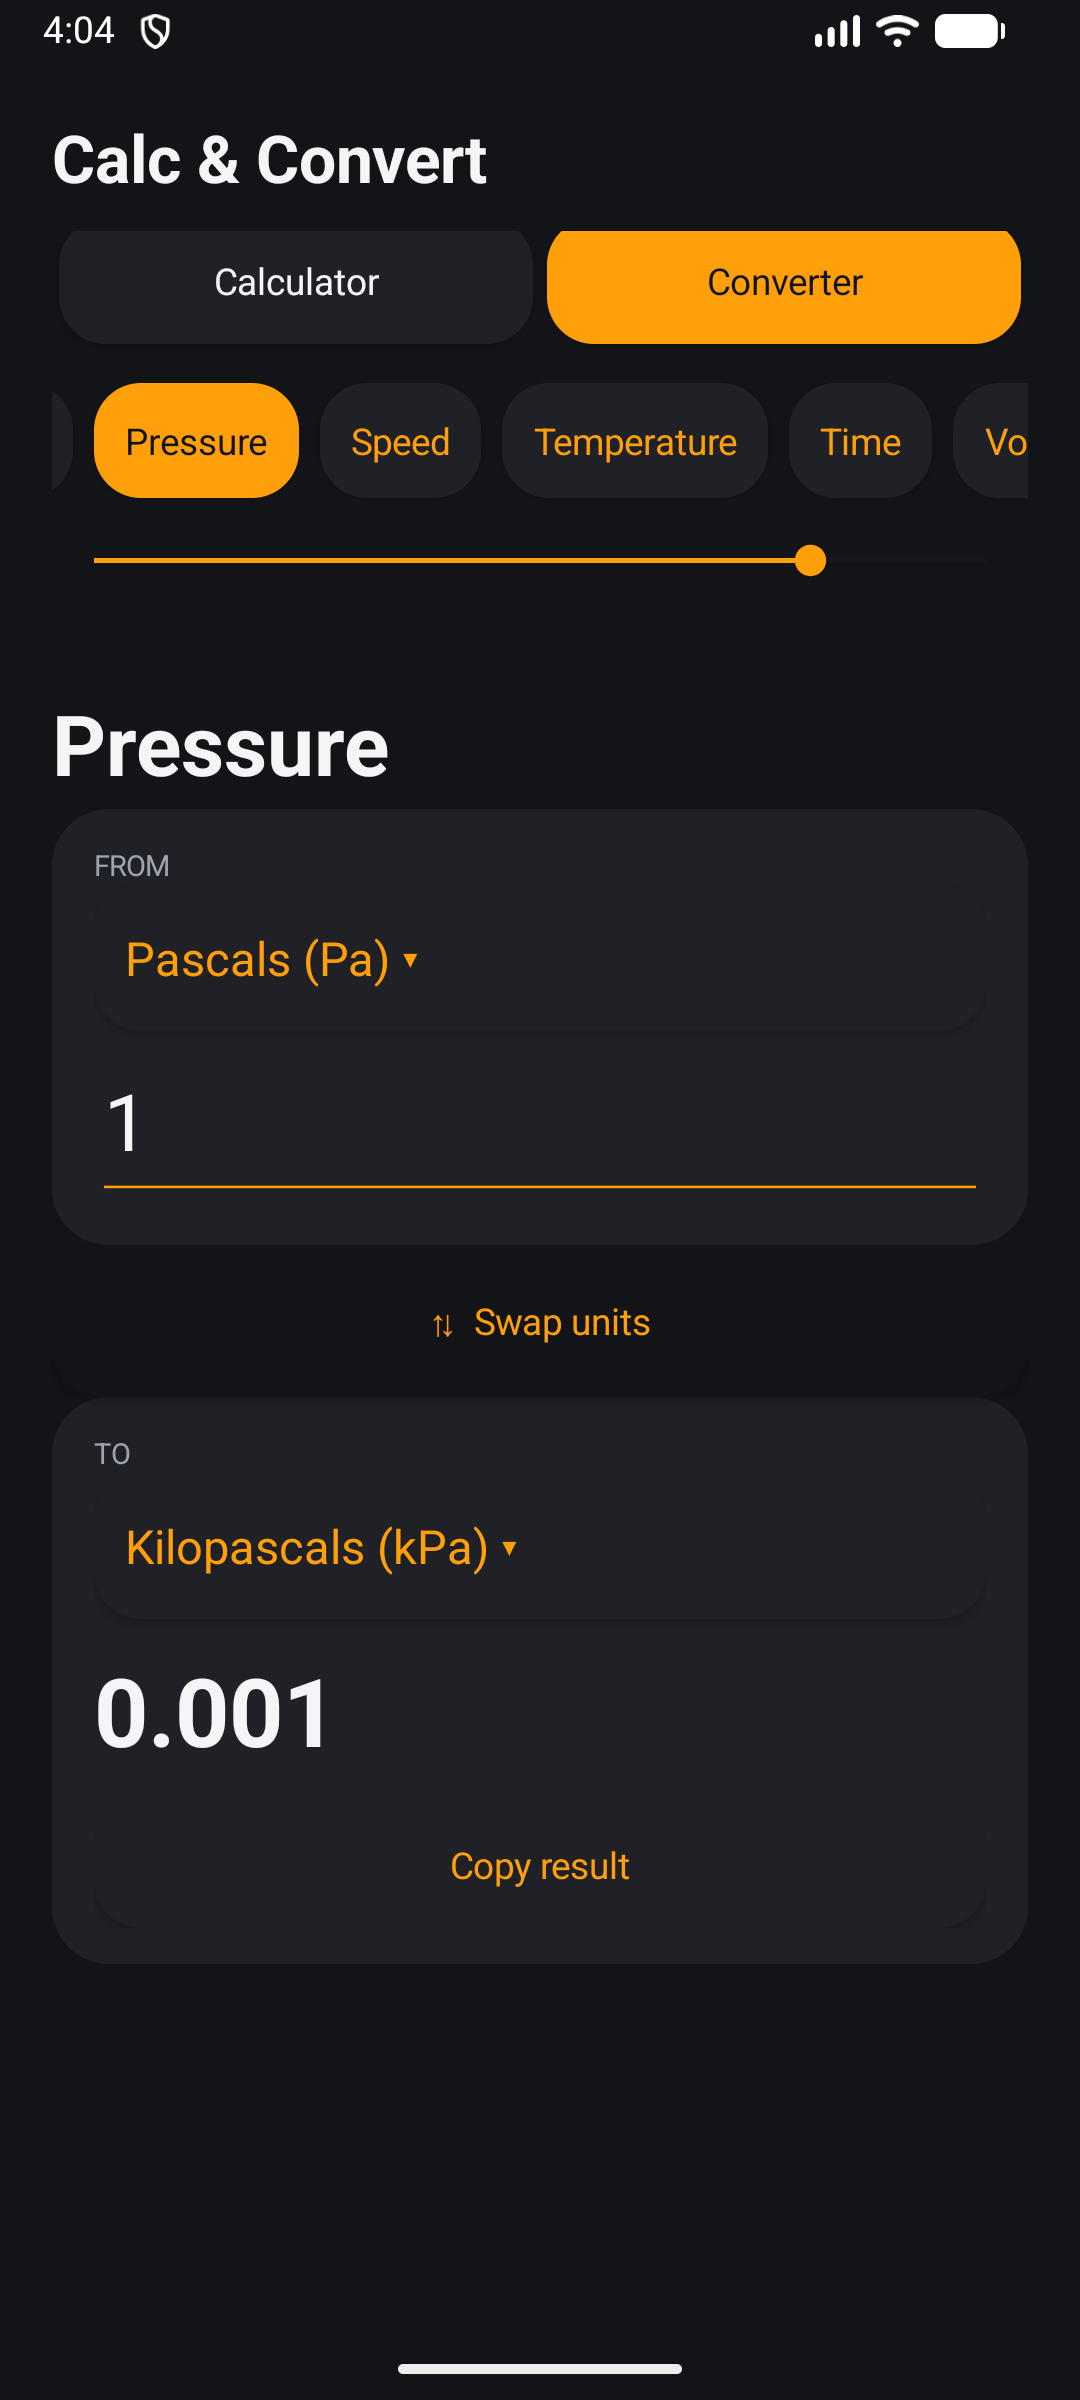 4:04
Calc & Convert
Calculator Converter
Pressure Speed Temperature Time Vo
Pressure
FROM
Pascals (Pa) ▾
1
⇅ Swap units
TO
Kilopascals (kPa) ▾
0.001
Copy result